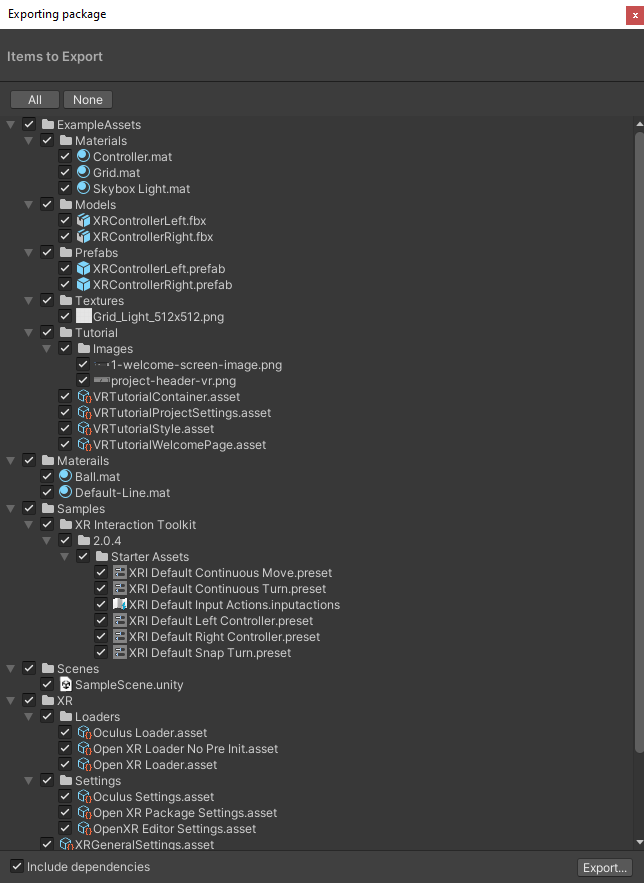 Exporting package
x
Items to Export
All None
ExampleAssets
Materials
Controller.mat
Grid.mat
Skybox Light.mat
Models
XRControllerLeft.fbx
XRControllerRight.fbx
Prefabs
XRControllerLeft.prefab
XRControllerRight.prefab
Textures
Grid_Light_512x512.png
Tutorial
Images
1-welcome-screen-image.png
project-header-vr.png
VRTutorialContainer.asset
VRTutorialProjectSettings.asset
VRTutorialStyle.asset
VRTutorialWelcomePage.asset
Materails
Ball.mat
Default-Line.mat
Samples
XR Interaction Toolkit
2.0.4
Starter Assets
XRI Default Continuous Move.preset
XRI Default Continuous Turn.preset
XRI Default Input Actions.inputactions
XRI Default Left Controller.preset
XRI Default Right Controller.preset
XRI Default Snap Turn.preset
Scenes
SampleScene.unity
XR
Loaders
Oculus Loader.asset
Open XR Loader No Pre Init.asset
Open XR Loader.asset
Settings
Oculus Settings.asset
Open XR Package Settings.asset
OpenXR Editor Settings.asset
XRGeneralSettings.asset
Include dependencies
Export...